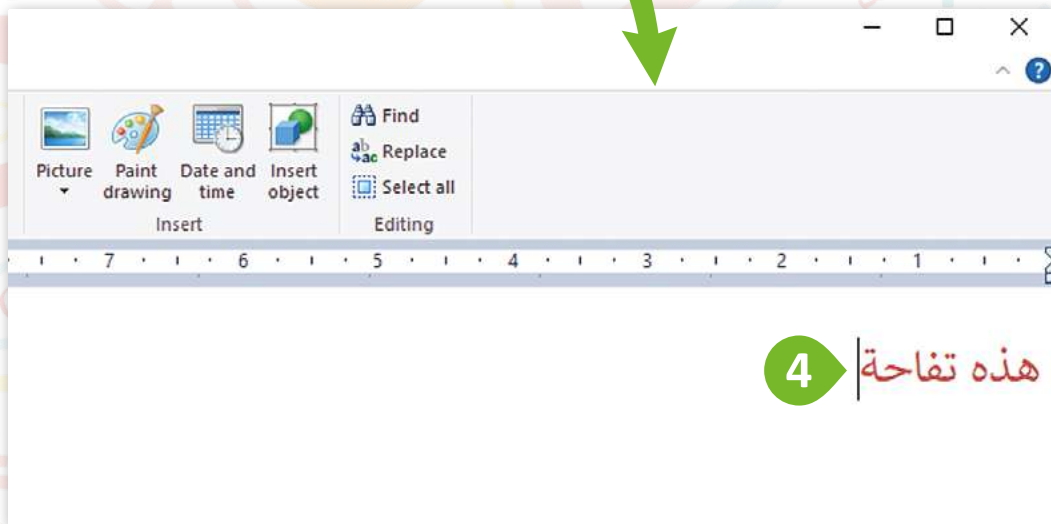 Picture
Paint drawing
Date and time
Insert object
Insert
Find
Replace
Select all
Editing
7 6 5 4 3 2 1
4
هذه تفاحة